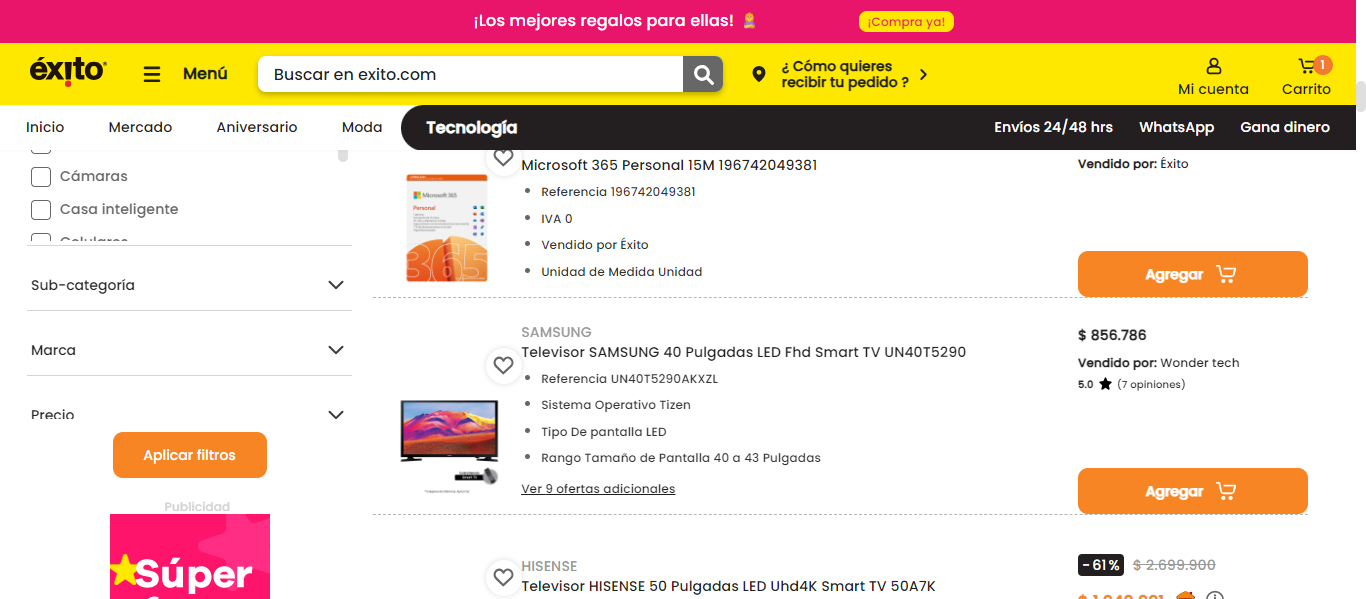 ¡Los mejores regalos para ellas!
¡Compra ya!
éxito
Menú
Buscar en exito.com
¿ Cómo quieres
recibir tu pedido ?
Mi cuenta
1
Carrito
Inicio
Mercado
Aniversario
Moda
Tecnología
Envíos 24/48 hrs
WhatsApp
Gana dinero
Cámaras
Casa inteligente
Celulares
Sub-categoría
Marca
Precio
Aplicar filtros
Publicidad
Súper
Microsoft 365
Personal
365
Microsoft 365 Personal 15M 196742049381
Referencia 196742049381
IVA 0
Vendido por Éxito
Unidad de Medida Unidad
Vendido por: Éxito
Agregar
SAMSUNG
Televisor SAMSUNG 40 Pulgadas LED Fhd Smart TV UN40T5290
Referencia UN40T5290AKXZL
Sistema Operativo Tizen
Tipo De pantalla LED
Rango Tamaño de Pantalla 40 a 43 Pulgadas
Ver 9 ofertas adicionales
$ 856.786
Vendido por: Wonder tech
5.0 (7 opiniones)
Agregar
HISENSE
Televisor HISENSE 50 Pulgadas LED Uhd4K Smart TV 50A7K
- 61 % $ 2.699.900